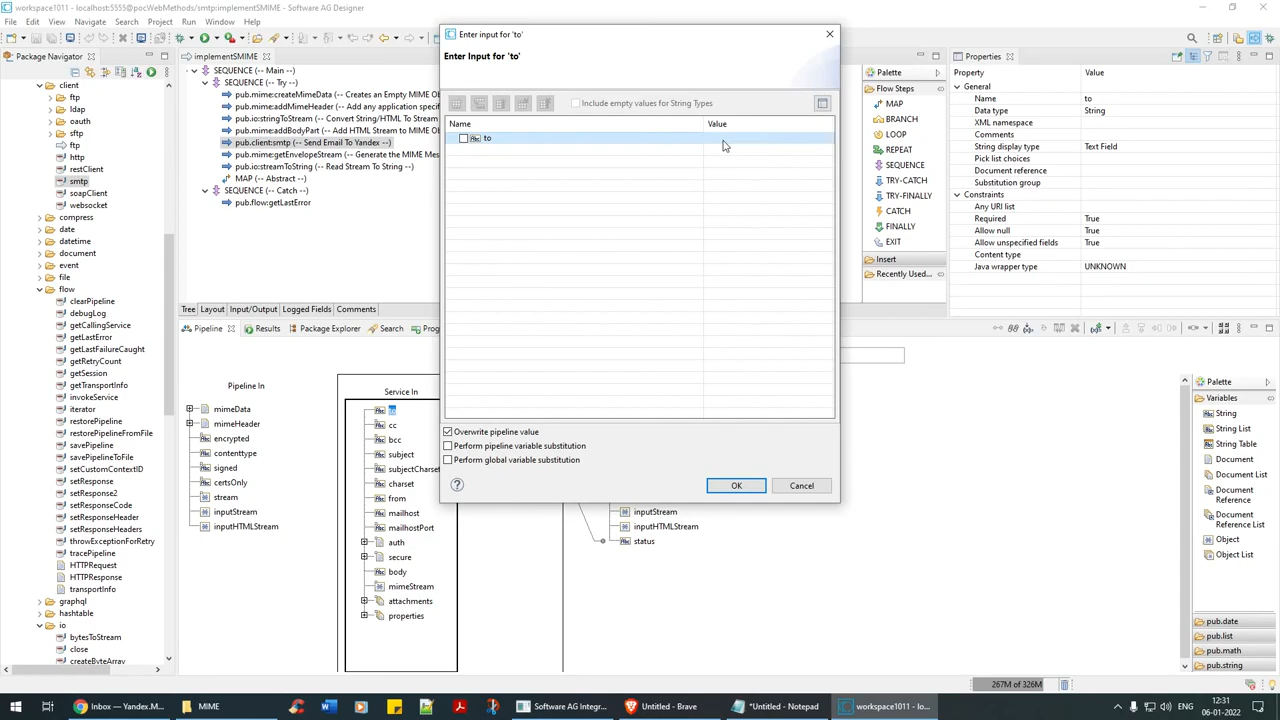 workspace1011 - localhost:5555@pocWebMethods/smtp:implementSMIME - Software AG Designer
File Edit View Navigate Search Project Run Window Help
Package Navigator
client
ftp
ldap
oauth
sftp
ftp
http
restClient
smtp
soapClient
websocket
compress
date
datetime
document
event
file
flow
clearPipeline
debugLog
getCallingService
getLastError
getLastFailureCaught
getRetryCount
getSession
getTransportInfo
invokeService
iterator
restorePipeline
restorePipelineFromFile
savePipeline
savePipelineToFile
setCustomContextID
setResponse
setResponse2
setResponseCode
setResponseHeader
setResponseHeaders
throwExceptionForRetry
tracePipeline
HTTPRequest
HTTPResponse
transportInfo
graphql
hashtable
io
bytesToStream
close
createByteArray
implementSMIME
SEQUENCE (-- Main --)
SEQUENCE (-- Try --)
pub.mime:createMimeData (-- Creates an Empty MIME O
pub.mime:addMimeHeader (-- Add any application specif
pub.io:stringToStream (-- Convert String/HTML To Stream
pub.mime:addBodyPart (-- Add HTML Stream to MIME O
pub.client:smtp (-- Send Email To Yandex --)
pub.mime:getEnvelopeStream (-- Generate the MIME Mes
pub.io:streamToString (-- Read Stream To String --)
MAP (-- Abstract --)
SEQUENCE (-- Catch --)
pub.flow:getLastError
Tree Layout Input/Output Logged Fields Comments
Pipeline Results Package Explorer Search Prog
Pipeline In
mimeData
mimeHeader
encrypted
contenttype
signed
certsOnly
stream
inputStream
inputHTMLStream
Service In
to
cc
bcc
subject
subjectCharset
charset
from
mailhost
mailhostPort
auth
secure
body
mimeStream
attachments
properties
inputStream
inputHTMLStream
status
Enter input for 'to'
Enter Input for 'to'
Include empty values for String Types
Name Value
to
Overwrite pipeline value
Perform pipeline variable substitution
Perform global variable substitution
OK Cancel
Palette
Flow Steps
MAP
BRANCH
LOOP
REPEAT
SEQUENCE
TRY-CATCH
TRY-FINALLY
CATCH
FINALLY
EXIT
Insert
Recently Used...
Properties
Property Value
General
Name to
Data type String
XML namespace
Comments
String display type Text Field
Pick list choices
Document reference
Substitution group
Constraints
Any URI list
Required True
Allow null True
Allow unspecified fields True
Content type
Java wrapper type UNKNOWN
Palette
Variables
String
String List
String Table
Document
Document List
Document
Reference
Document
Reference List
Object
Object List
pub.date
pub.list
pub.math
pub.string
267M of 326M
Inbox — Yandex.M... MIME Software AG Integr... Untitled - Brave *Untitled - Notepad workspace1011 - lo...
12:31
06-01-2022